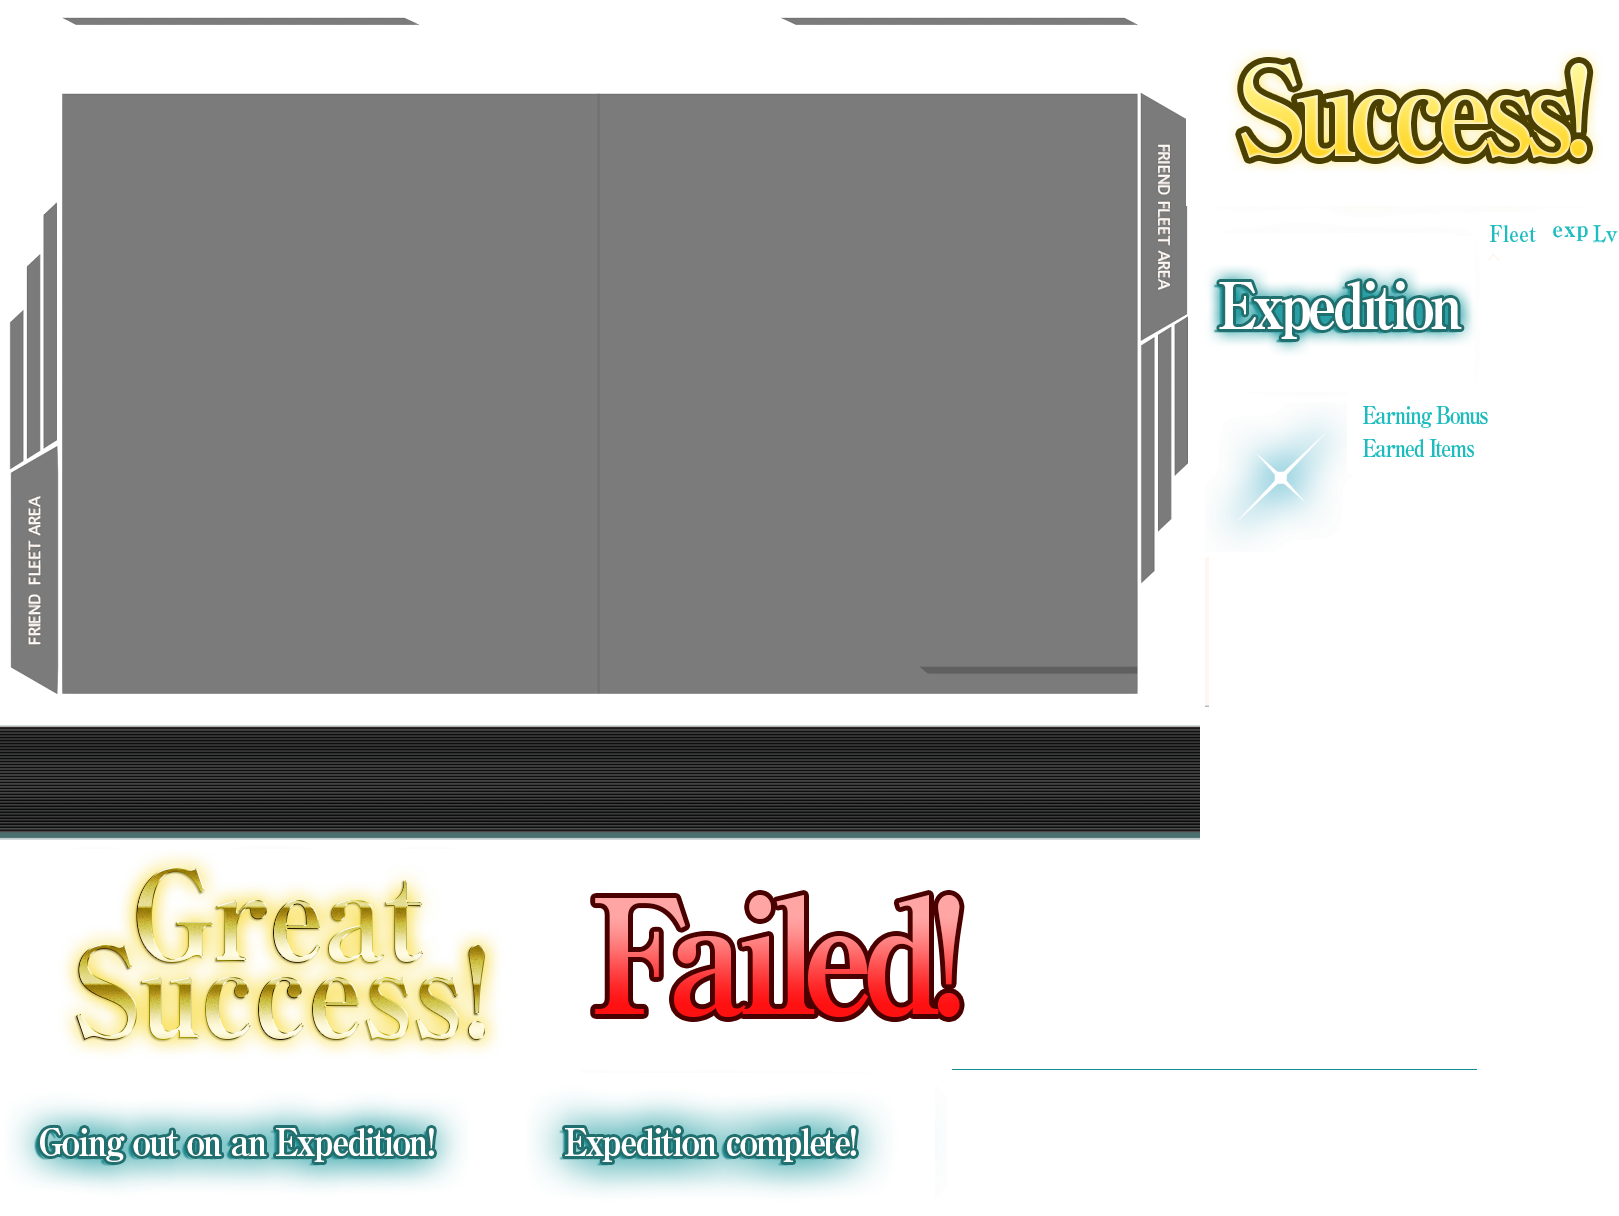 Success!
FRIEND FLEET AREA
Fleet exp Lv
Expedition
Earning Bonus
Earned Items
FRIEND FLEET AREA
Great
Success!
Failed!
Going out on an Expedition!
Expedition complete!